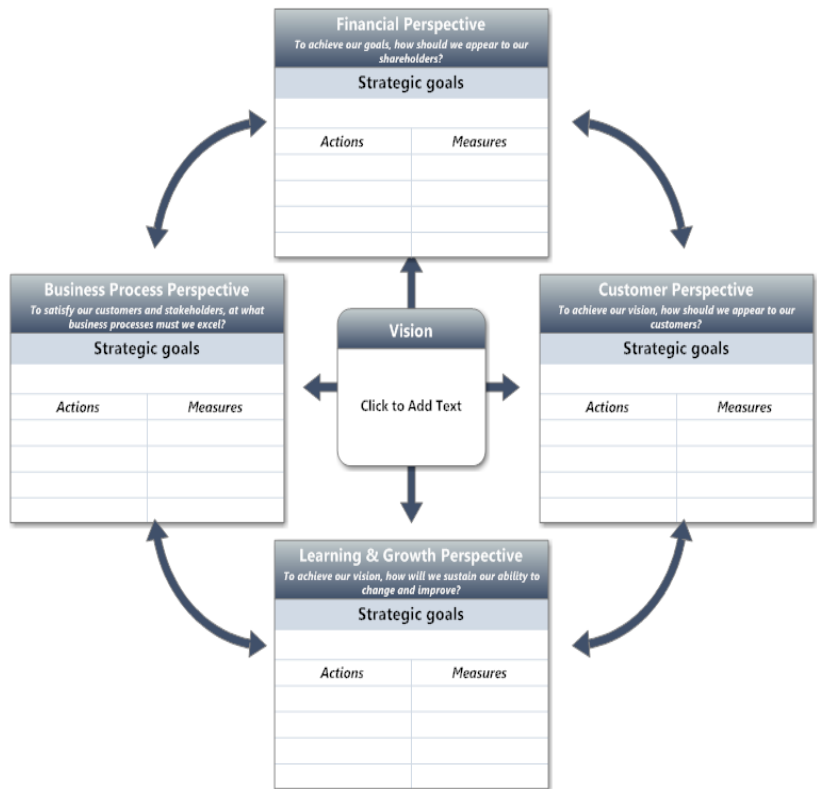 Financial Perspective
To achieve our goals, how should we appear to our
shareholders?
Strategic goals
Actions
Measures
Business Process Perspective
To satisfy our customers and stakeholders, at what
business processes must we excel?
Strategic goals
Actions
Measures
Vision
Click to Add Text
Customer Perspective
To achieve our vision, how should we appear to our
customers?
Strategic goals
Actions
Measures
Learning & Growth Perspective
To achieve our vision, how will we sustain our ability to
change and improve?
Strategic goals
Actions
Measures